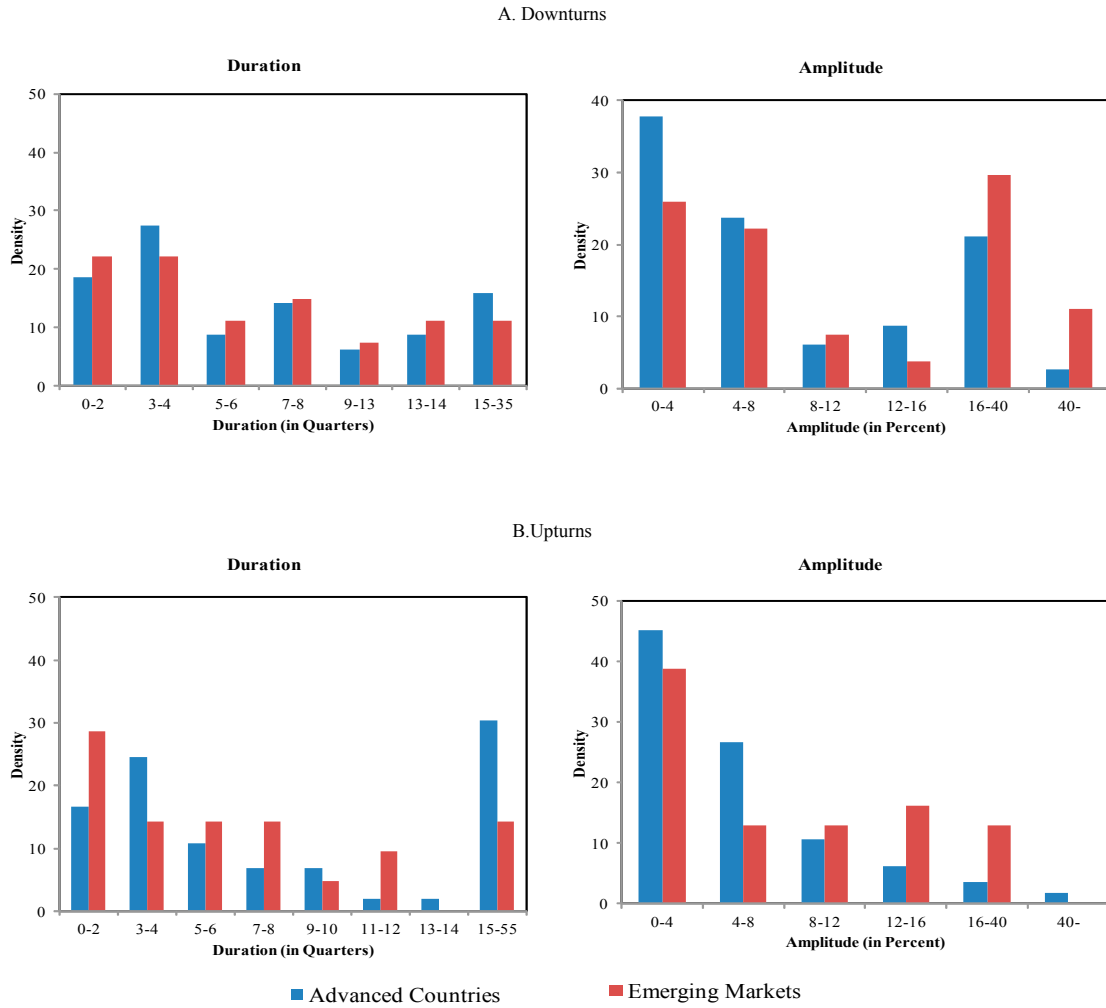 A. Downturns
Duration
50
40
30
20
10
0
Density
0-2 3-4 5-6 7-8 9-13 13-14 15-35
Duration (in Quarters)
Amplitude
40
30
20
10
0
Density
0-4 4-8 8-12 12-16 16-40 40-
Amplitude (in Percent)
B.Upturns
Duration
50
40
30
20
10
0
Density
0-2 3-4 5-6 7-8 9-10 11-12 13-14 15-55
Duration (in Quarters)
Amplitude
50
40
30
20
10
0
Density
0-4 4-8 8-12 12-16 16-40 40-
Amplitude (in Percent)
Advanced Countries Emerging Markets